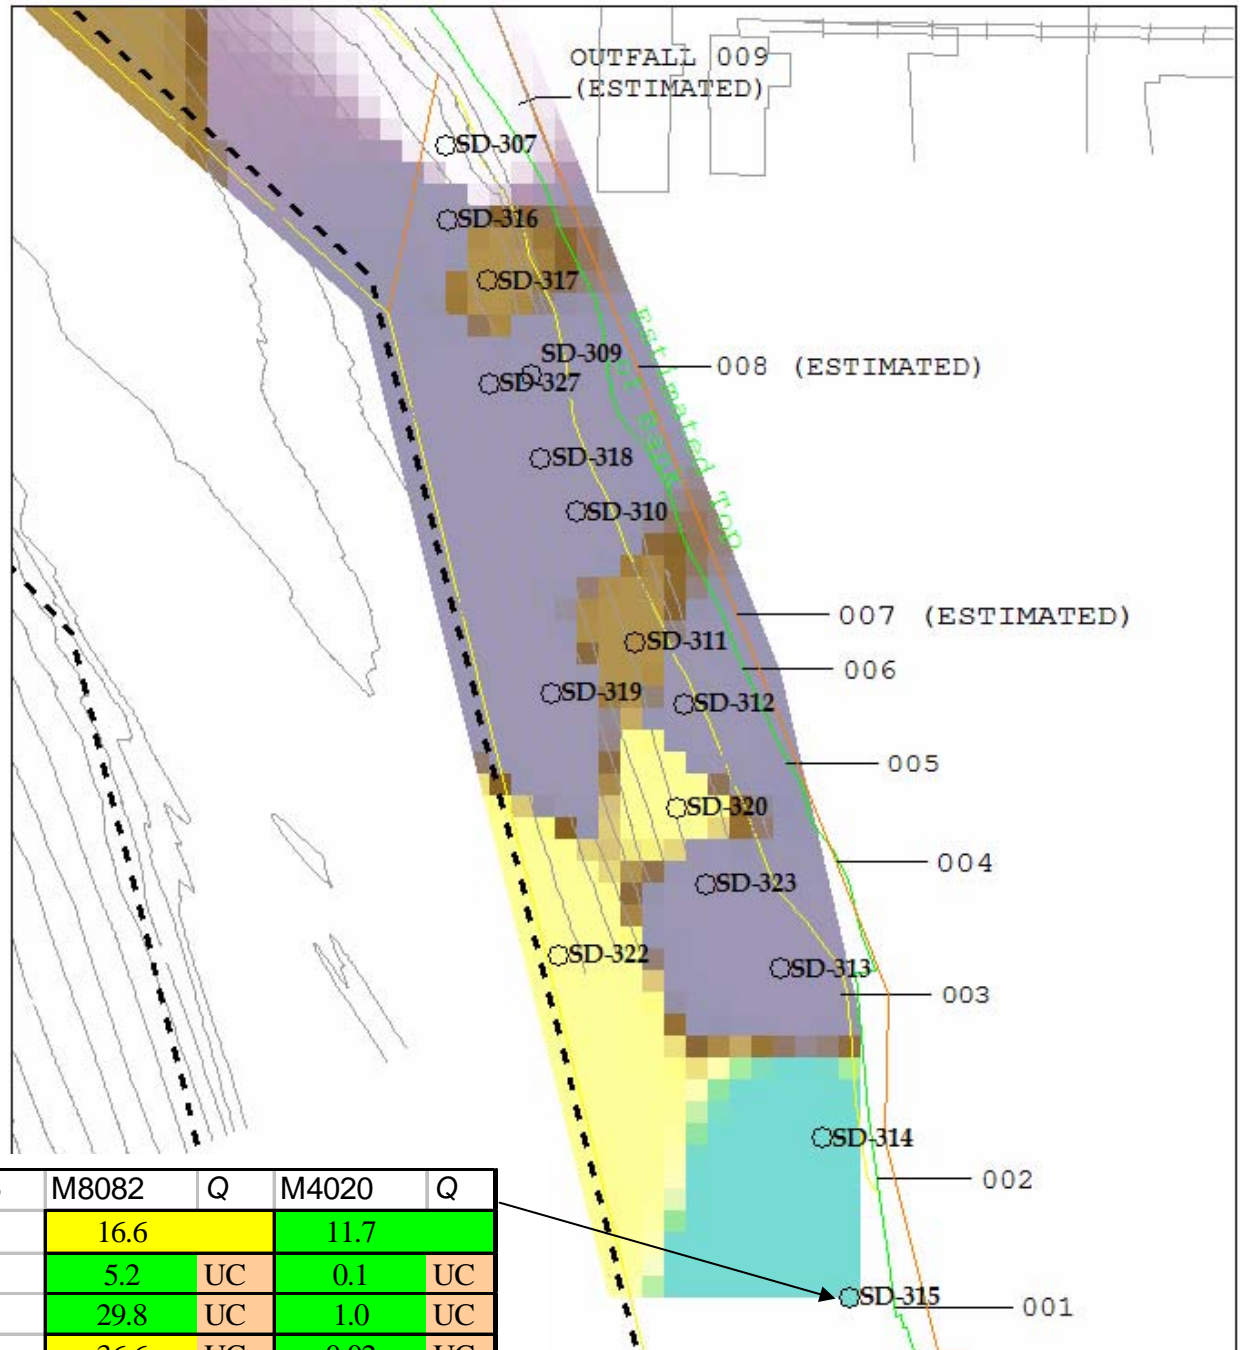 OUTFALL 009
(ESTIMATED)
SD-307
SD-316
SD-317
SD-309
008 (ESTIMATED)
SD-327
Estimated Top
of Bank
SD-318
SD-310
007 (ESTIMATED)
SD-311
006
SD-319
SD-312
005
SD-320
004
SD-323
SD-322
SD-313
003
SD-314
002
M8082 Q M4020 Q
16.6 11.7
5.2 UC 0.1 UC
SD-315
001
29.8 UC 1.0 UC